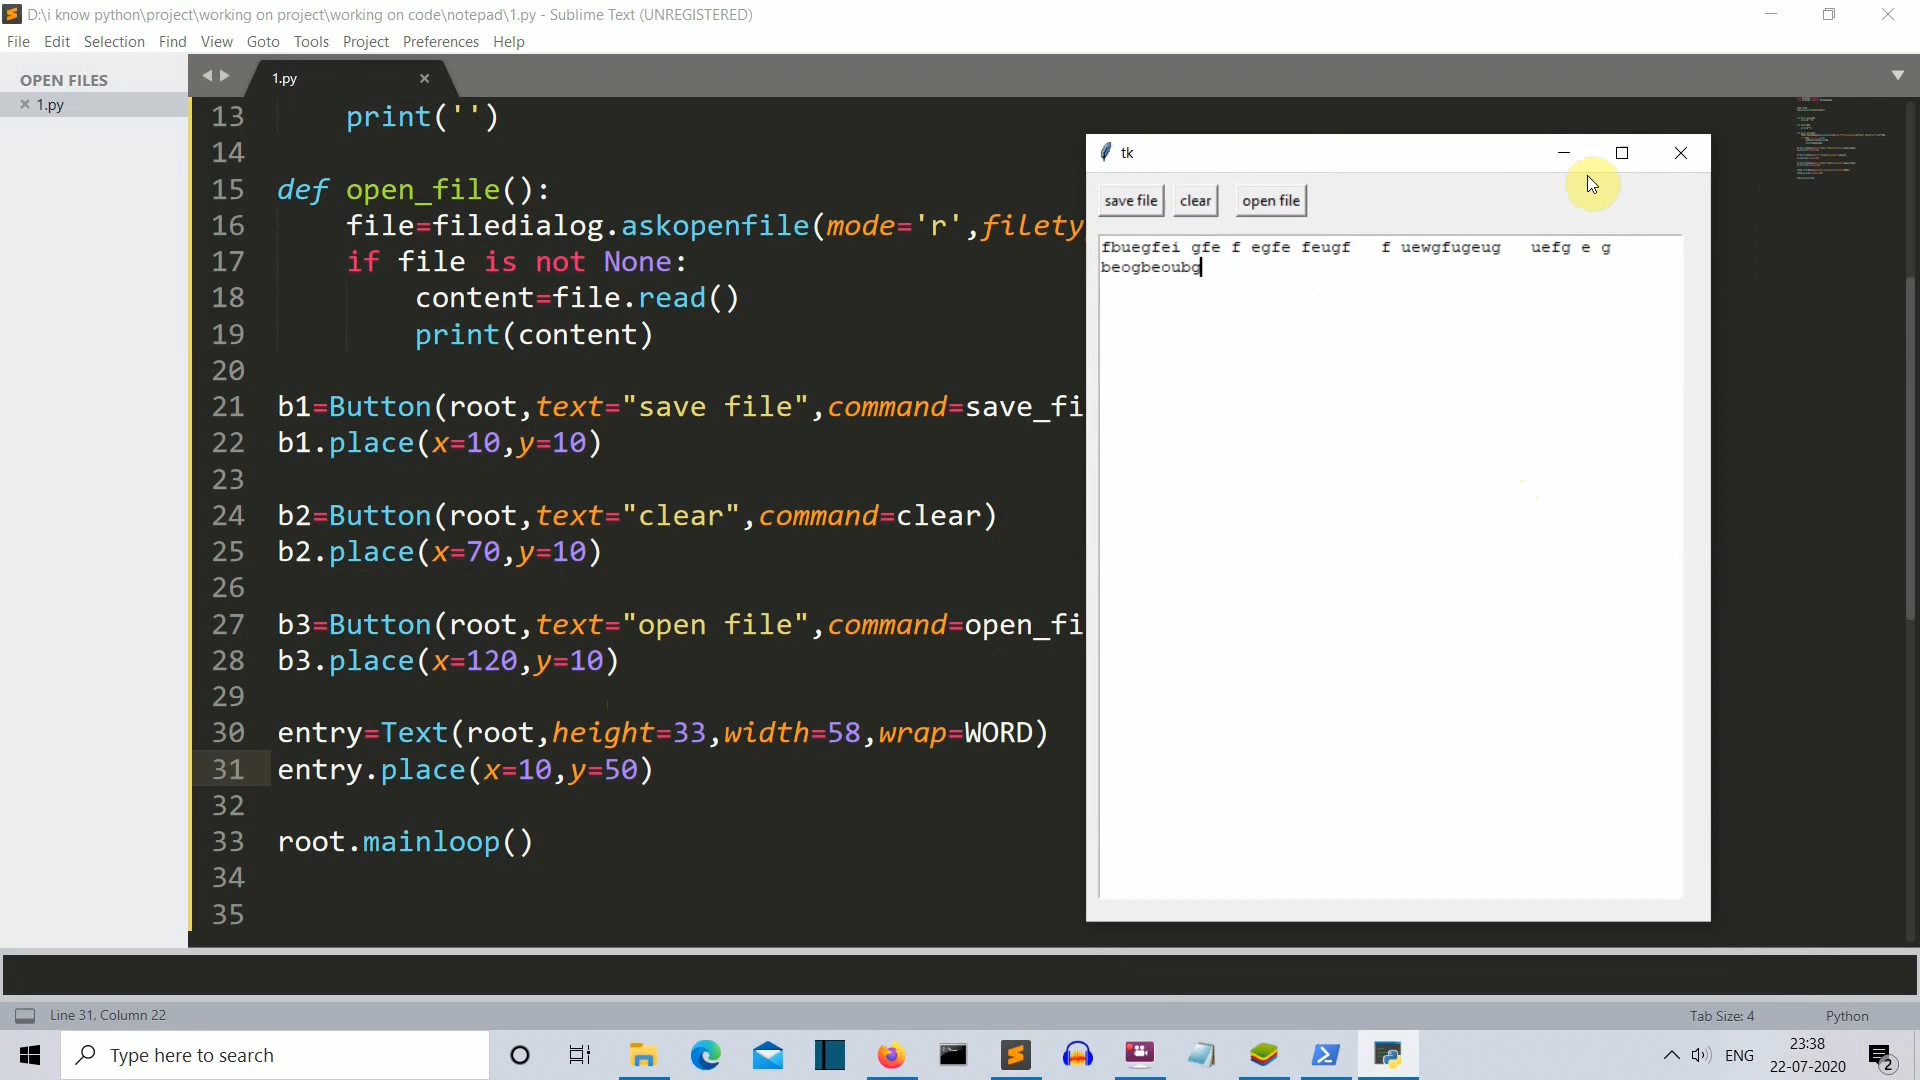 D:\i know python\project\working on project\working on code\notepad\1.py - Sublime Text (UNREGISTERED)
File Edit Selection Find View Goto Tools Project Preferences Help
OPEN FILES
1.py
1.py
13 print('')
14
15 def open_file():
16 file=filedialog.askopenfile(mode='r',filety
17 if file is not None:
18 content=file.read()
19 print(content)
20
21 b1=Button(root,text="save file",command=save_fi
22 b1.place(x=10,y=10)
23
24 b2=Button(root,text="clear",command=clear)
25 b2.place(x=70,y=10)
26
27 b3=Button(root,text="open file",command=open_fi
28 b3.place(x=120,y=10)
29
30 entry=Text(root,height=33,width=58,wrap=WORD)
31 entry.place(x=10,y=50)
32
33 root.mainloop()
34
35
tk
save file clear open file
fbuegfei gfe f egfe feugf f uewgfugeug uefg e g
beogbeoubg
Line 31, Column 22
Tab Size: 4
Python
Type here to search
ENG
23:38
22-07-2020
2